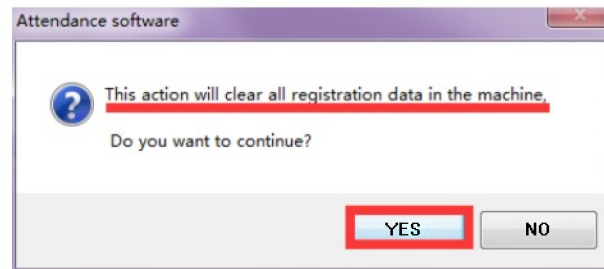 Attendance software
This action will clear all registration data in the machine,
Do you want to continue?
YES
NO